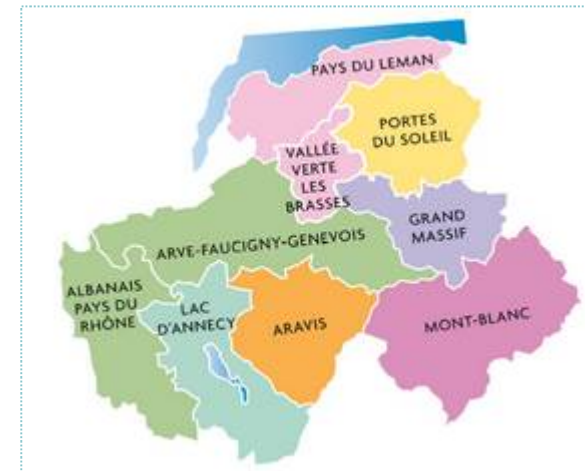 PAYS DU LEMAN
PORTES
DU SOLEIL
VALLÉE
VERTE
LES
BRASSES
GRAND
MASSIF
ARVE-FAUCIGNY-GENEVOIS
ALBANAIS
PAYS DU
RHÔNE
LAC
D'ANNECY
ARAVIS
MONT-BLANC